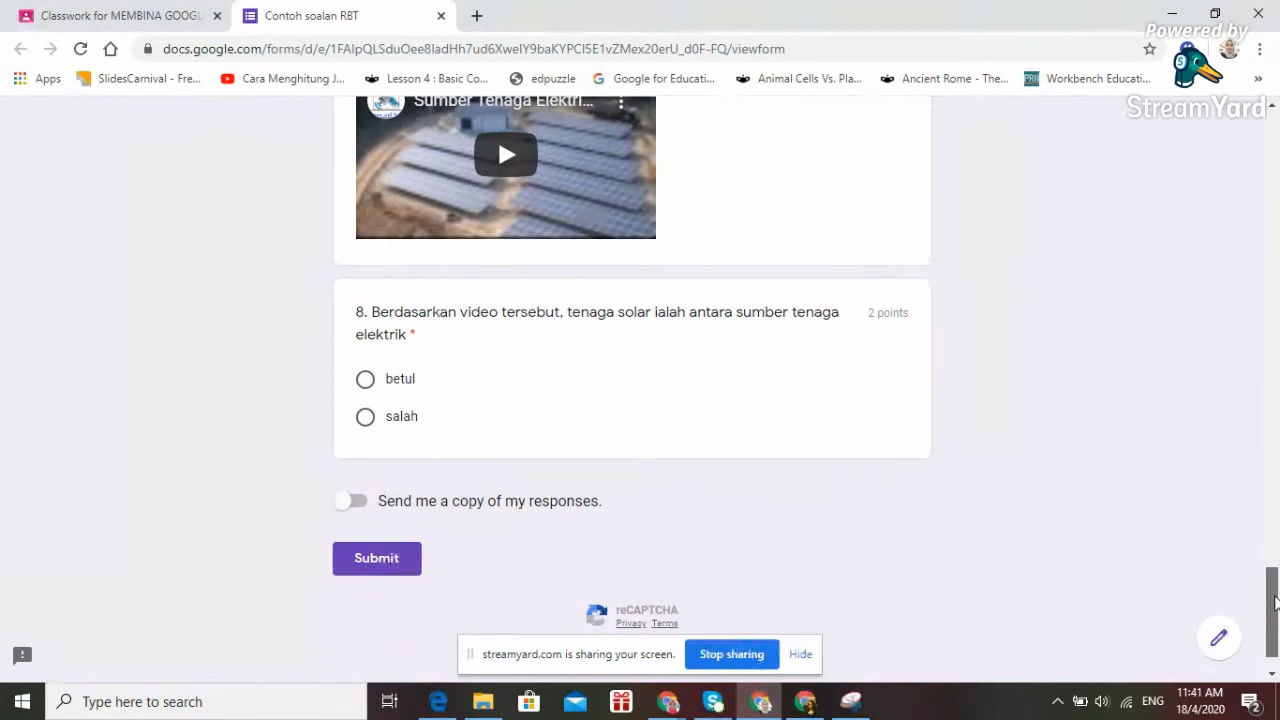 Classwork for MEMBINA GOOGL
Contoh soalan RBT
Powered by
StreamYard
docs.google.com/forms/d/e/1FAIpQLSduOee8IadHh7ud6XweIY9baKYPCI5E1vZMex20erU_d0F-FQ/viewform
Apps
SlidesCarnival - Fre...
Cara Menghitung J...
Lesson 4 : Basic Co...
edpuzzle
Google for Educati...
Animal Cells Vs. Pla...
Ancient Rome - The...
Workbench Educati...
Sumber Tenaga Elektri...
8. Berdasarkan video tersebut, tenaga solar ialah antara sumber tenaga
elektrik *
2 points
betul
salah
Send me a copy of my responses.
Submit
reCAPTCHA
Privacy Terms
streamyard.com is sharing your screen.
Stop sharing
Hide
Type here to search
ENG
11:41 AM
18/4/2020
2